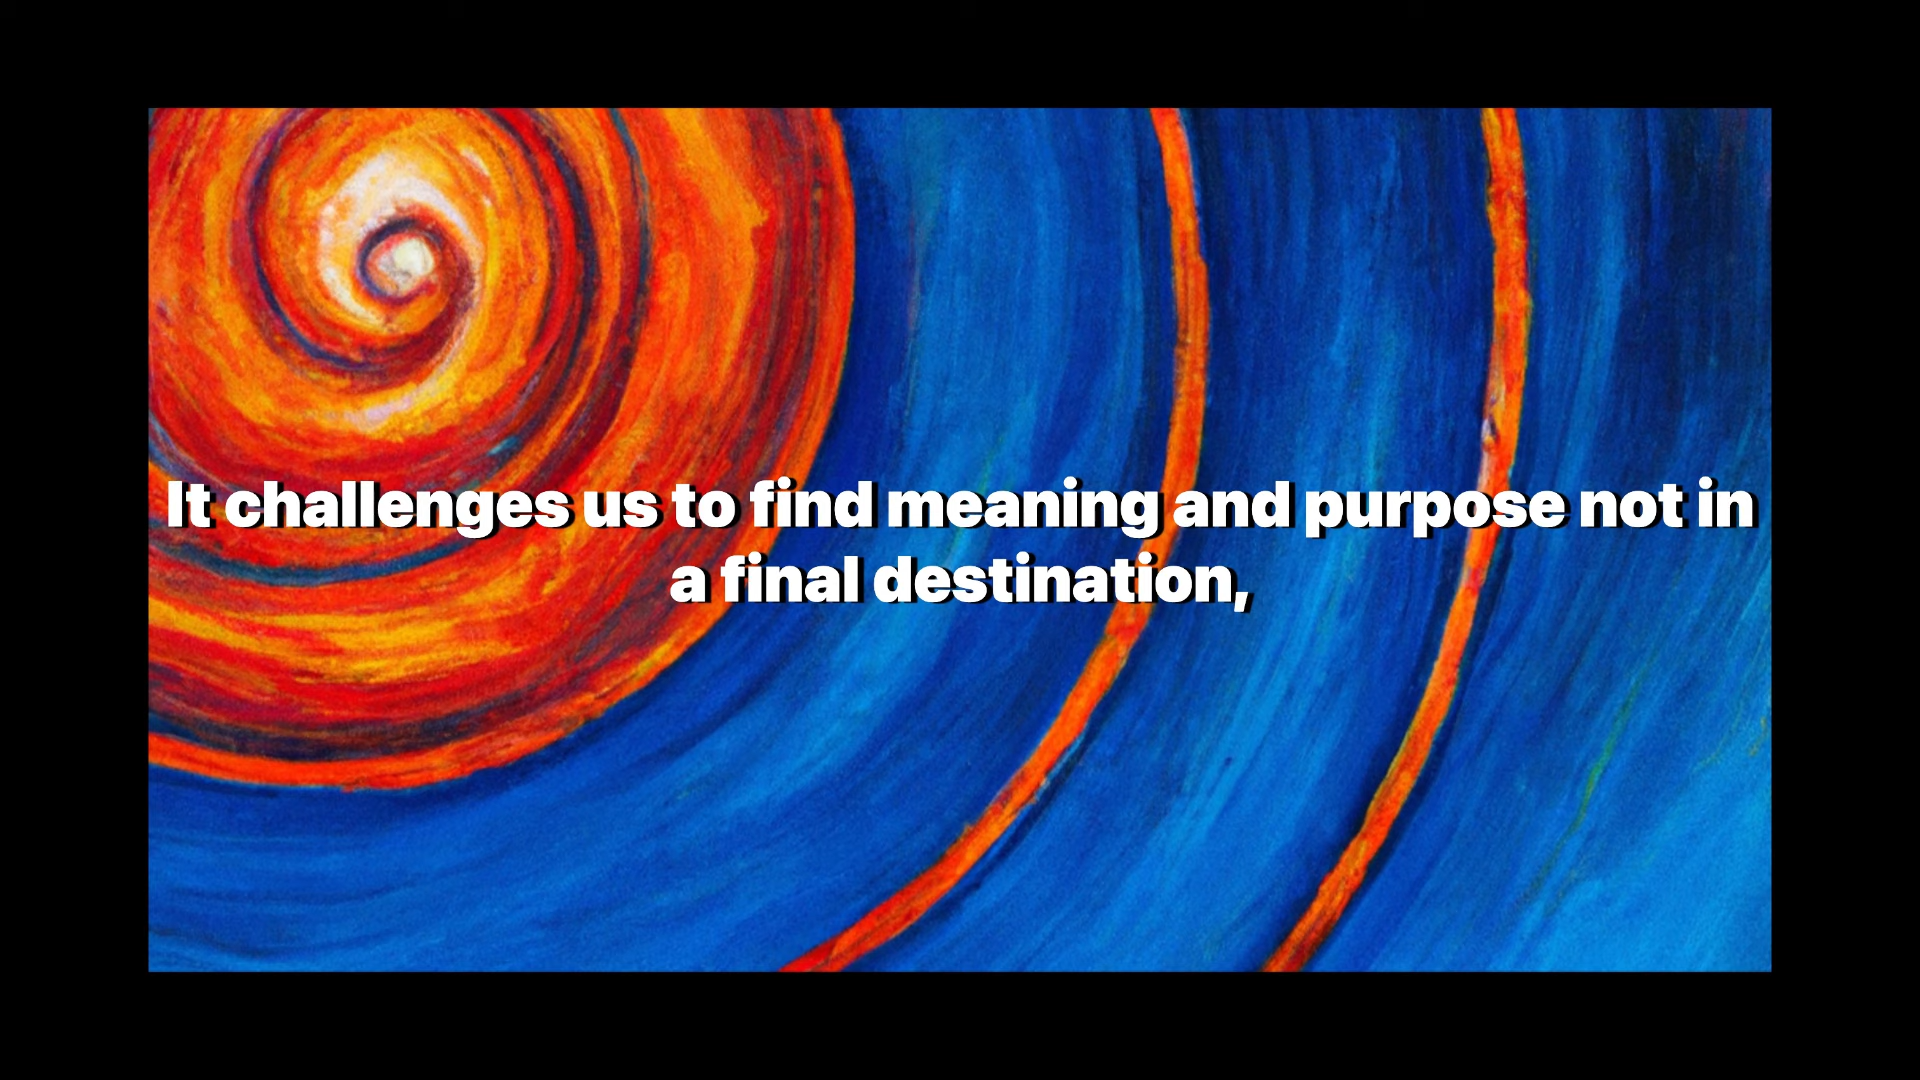 It challenges us to find meaning and purpose not in
a final destination,